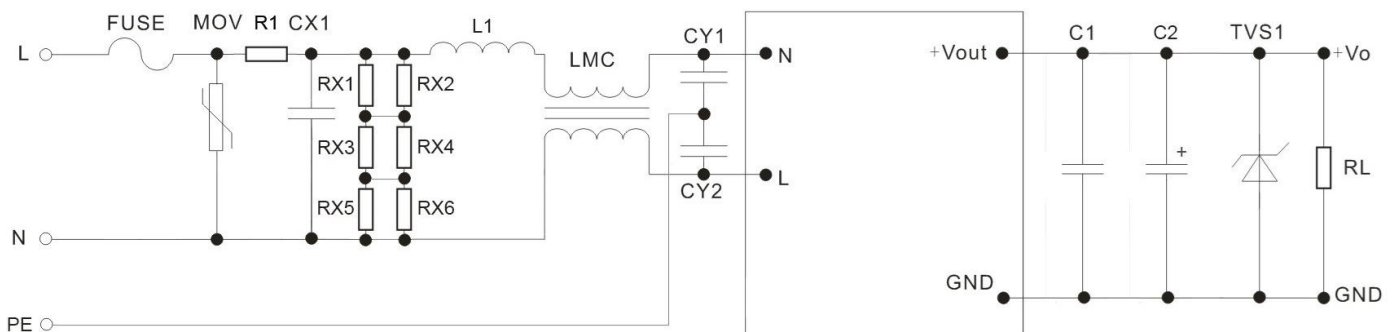 FUSE MOV R1 CX1 L1 CY1 C1 C2 TVS1
L N +Vout +Vo
LMC
RX1 RX2
RX3 RX4 + RL
L
CY2
RX5 RX6
N
GND GND
PE